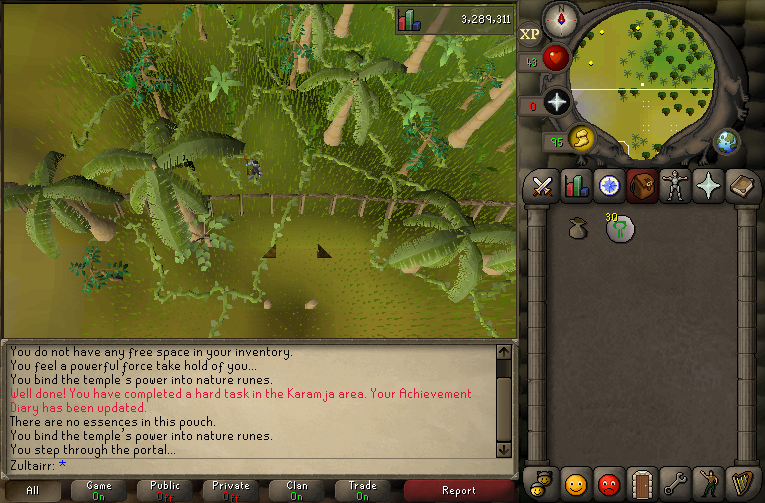 3,289,311
XP
N
43
0
95
30
You do not have any free space in your inventory.
You feel a powerful force take hold of you...
You bind the temple's power into nature runes.
Well done! You have completed a hard task in the Karamja area. Your Achievement
Diary has been updated.
There are no essences in this pouch.
You bind the temple's power into nature runes.
You step through the portal...
Zultairr: *
All
Game
On
Public
Off
Private
Off
Clan
On
Trade
On
Report